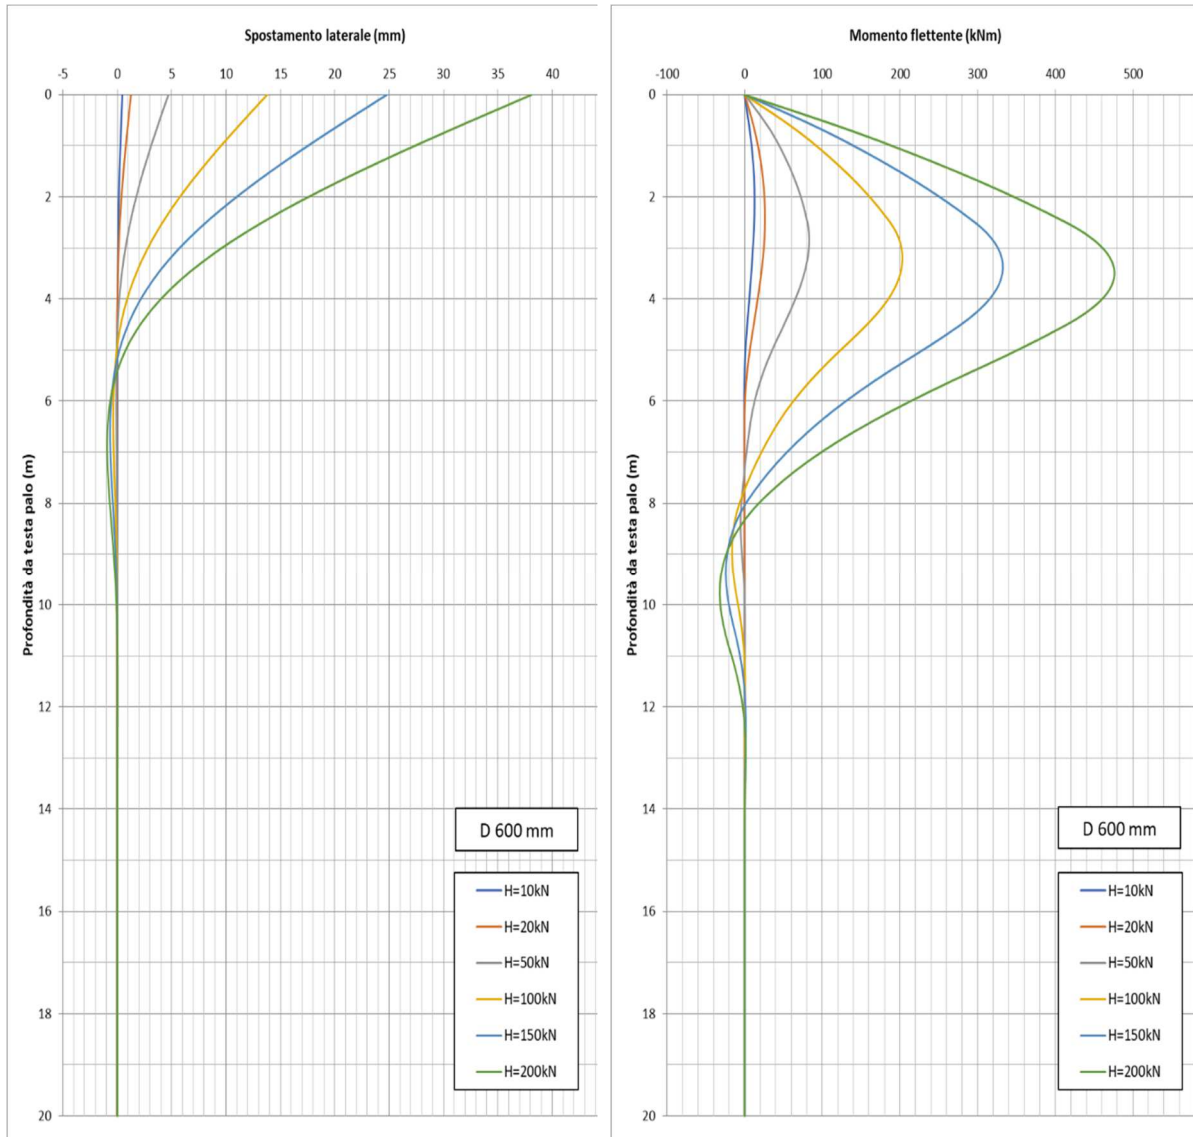 Spostamento laterale (mm)
-5 0 5 10 15 20 25 30 35 40
0
2
4
6
8
10
12
14
16
18
20
Profondità da testa palo (m)
D 600 mm
H=10kN
H=20kN
H=50kN
H=100kN
H=150kN
H=200kN
Momento flettente (kNm)
-100 0 100 200 300 400 500
0
2
4
6
8
10
12
14
16
18
20
Profondità da testa palo (m)
D 600 mm
H=10kN
H=20kN
H=50kN
H=100kN
H=150kN
H=200kN